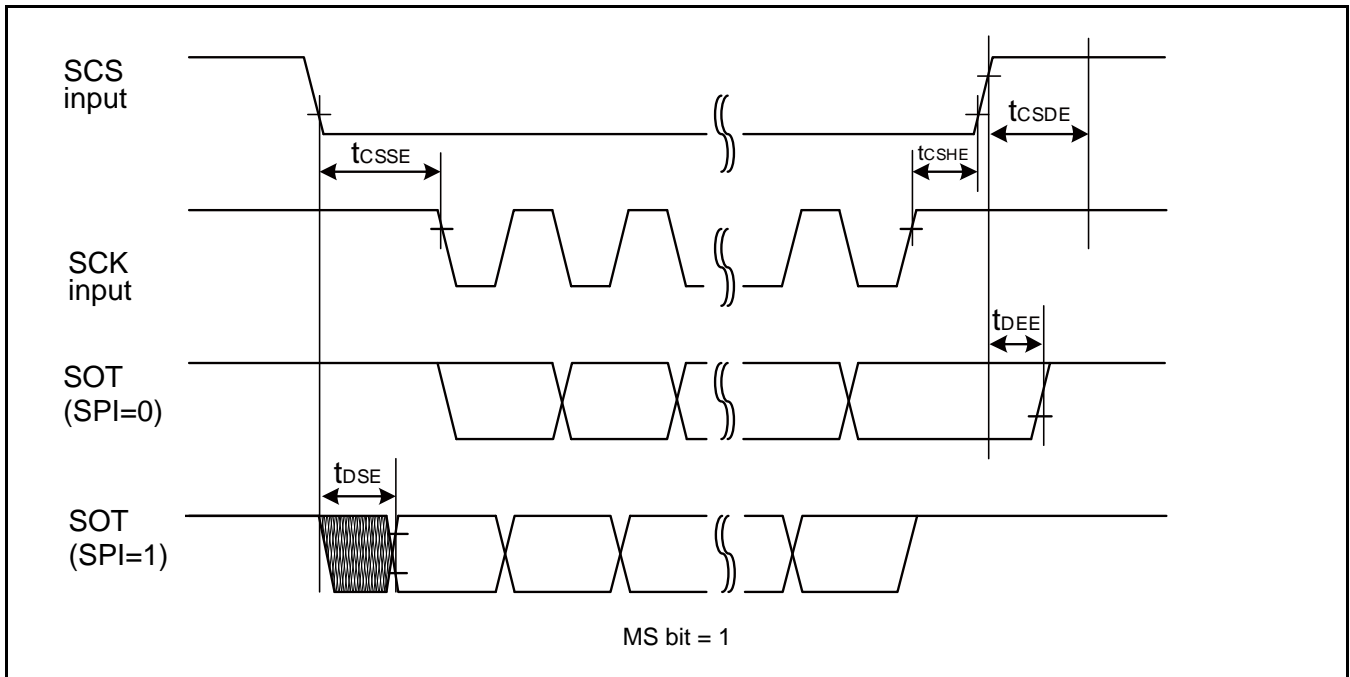 SCS
input
tCSDE
tCSSE
tCSHE
SCK
input
tDEE
SOT
(SPI=0)
tDSE
SOT
(SPI=1)
MS bit = 1